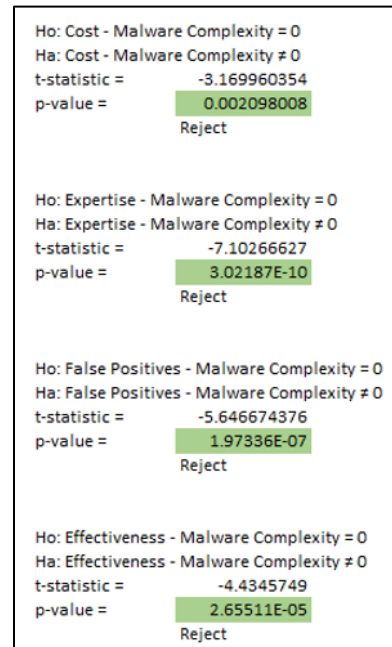 Ho: Cost - Malware Complexity = 0
Ha: Cost - Malware Complexity ≠ 0
t-statistic = -3.169960354
p-value = 0.002098008
Reject
Ho: Expertise - Malware Complexity = 0
Ha: Expertise - Malware Complexity ≠ 0
t-statistic = -7.10266627
p-value = 3.02187E-10
Reject
Ho: False Positives - Malware Complexity = 0
Ha: False Positives - Malware Complexity ≠ 0
t-statistic = -5.646674376
p-value = 1.97336E-07
Reject
Ho: Effectiveness - Malware Complexity = 0
Ha: Effectiveness - Malware Complexity ≠ 0
t-statistic = -4.4345749
p-value = 2.65511E-05
Reject